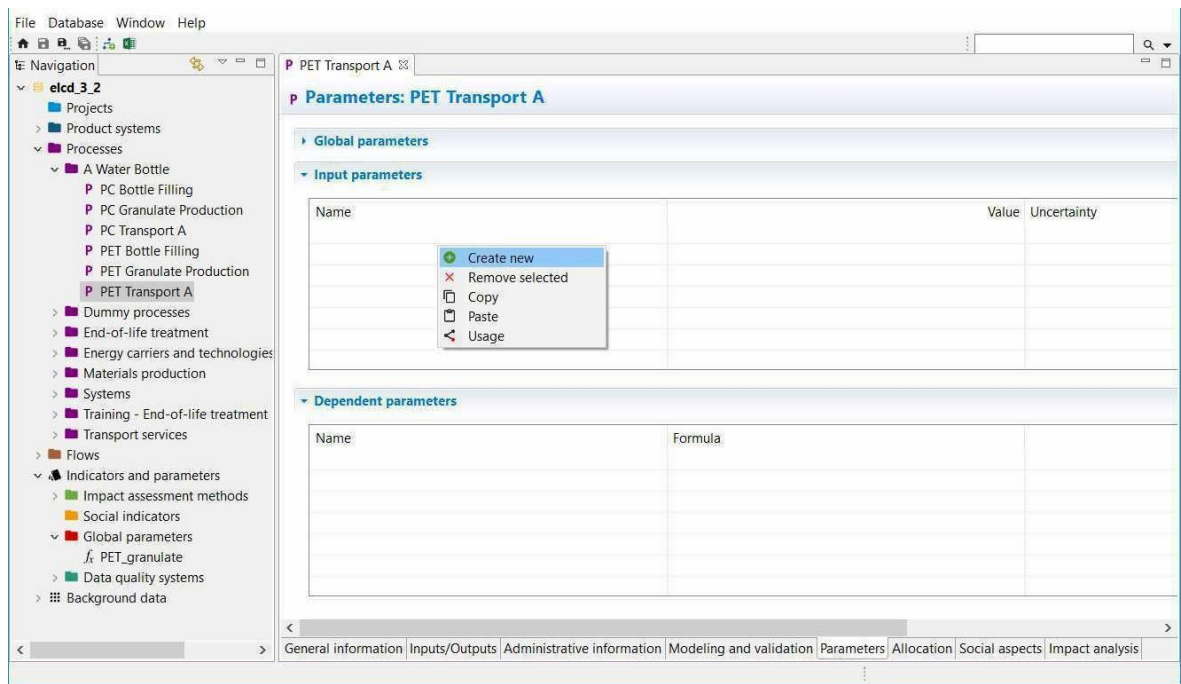 File Database Window Help
Navigation
elcd_3_2
Projects
Product systems
Processes
A Water Bottle
P PC Bottle Filling
P PC Granulate Production
P PC Transport A
P PET Bottle Filling
P PET Granulate Production
P PET Transport A
Dummy processes
End-of-life treatment
Energy carriers and technologies
Materials production
Systems
Training - End-of-life treatment
Transport services
Flows
Indicators and parameters
Impact assessment methods
Social indicators
Global parameters
fx PET_granulate
Data quality systems
Background data
P PET Transport A
P Parameters: PET Transport A
Global parameters
Input parameters
Name Value Uncertainty
Create new
Remove selected
Copy
Paste
Usage
Dependent parameters
Name Formula
General information Inputs/Outputs Administrative information Modeling and validation Parameters Allocation Social aspects Impact analysis